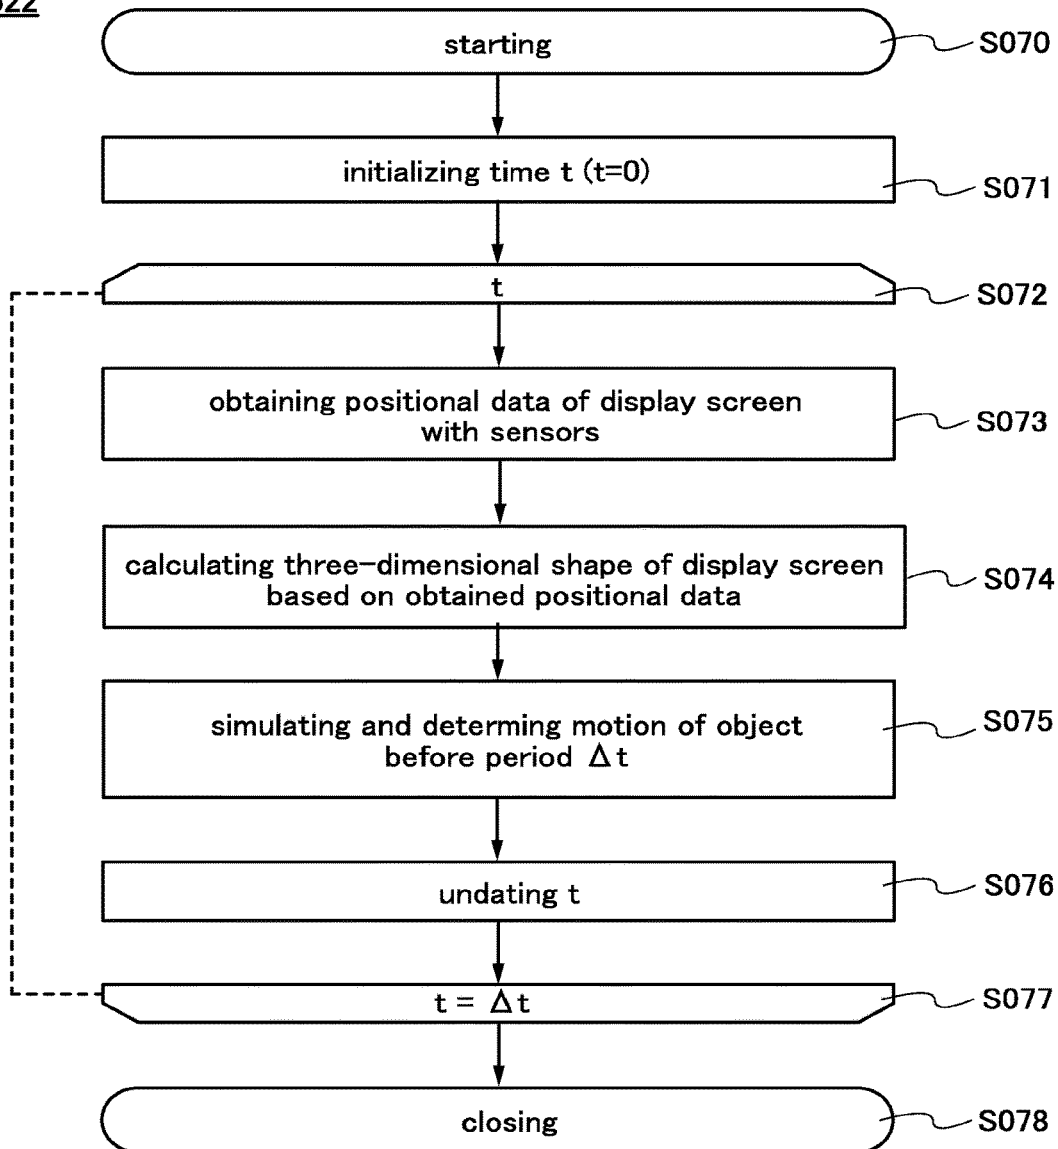 starting
S070
initializing time t (t=0)
S071
t
S072
obtaining positional data of display screen
with sensors
S073
calculating three-dimensional shape of display screen
based on obtained positional data
S074
simulating and determing motion of object
before period Δt
S075
undating t
S076
t = Δt
S077
closing
S078